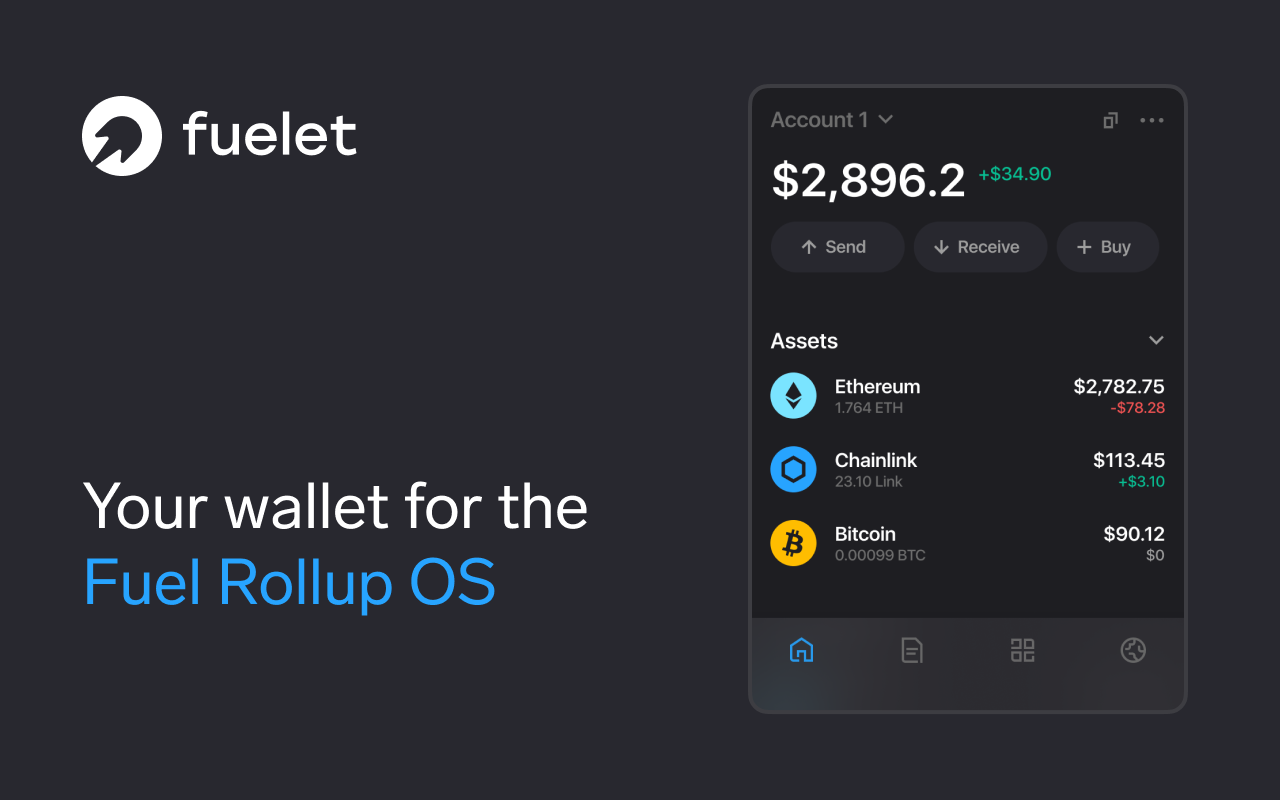 fuelet
Your wallet for the
Fuel Rollup OS
Account 1
$2,896.2 +$34.90
Send Receive Buy
Assets
Ethereum $2,782.75
1.764 ETH -$78.28
Chainlink $113.45
23.10 Link +$3.10
Bitcoin $90.12
0.00099 BTC $0